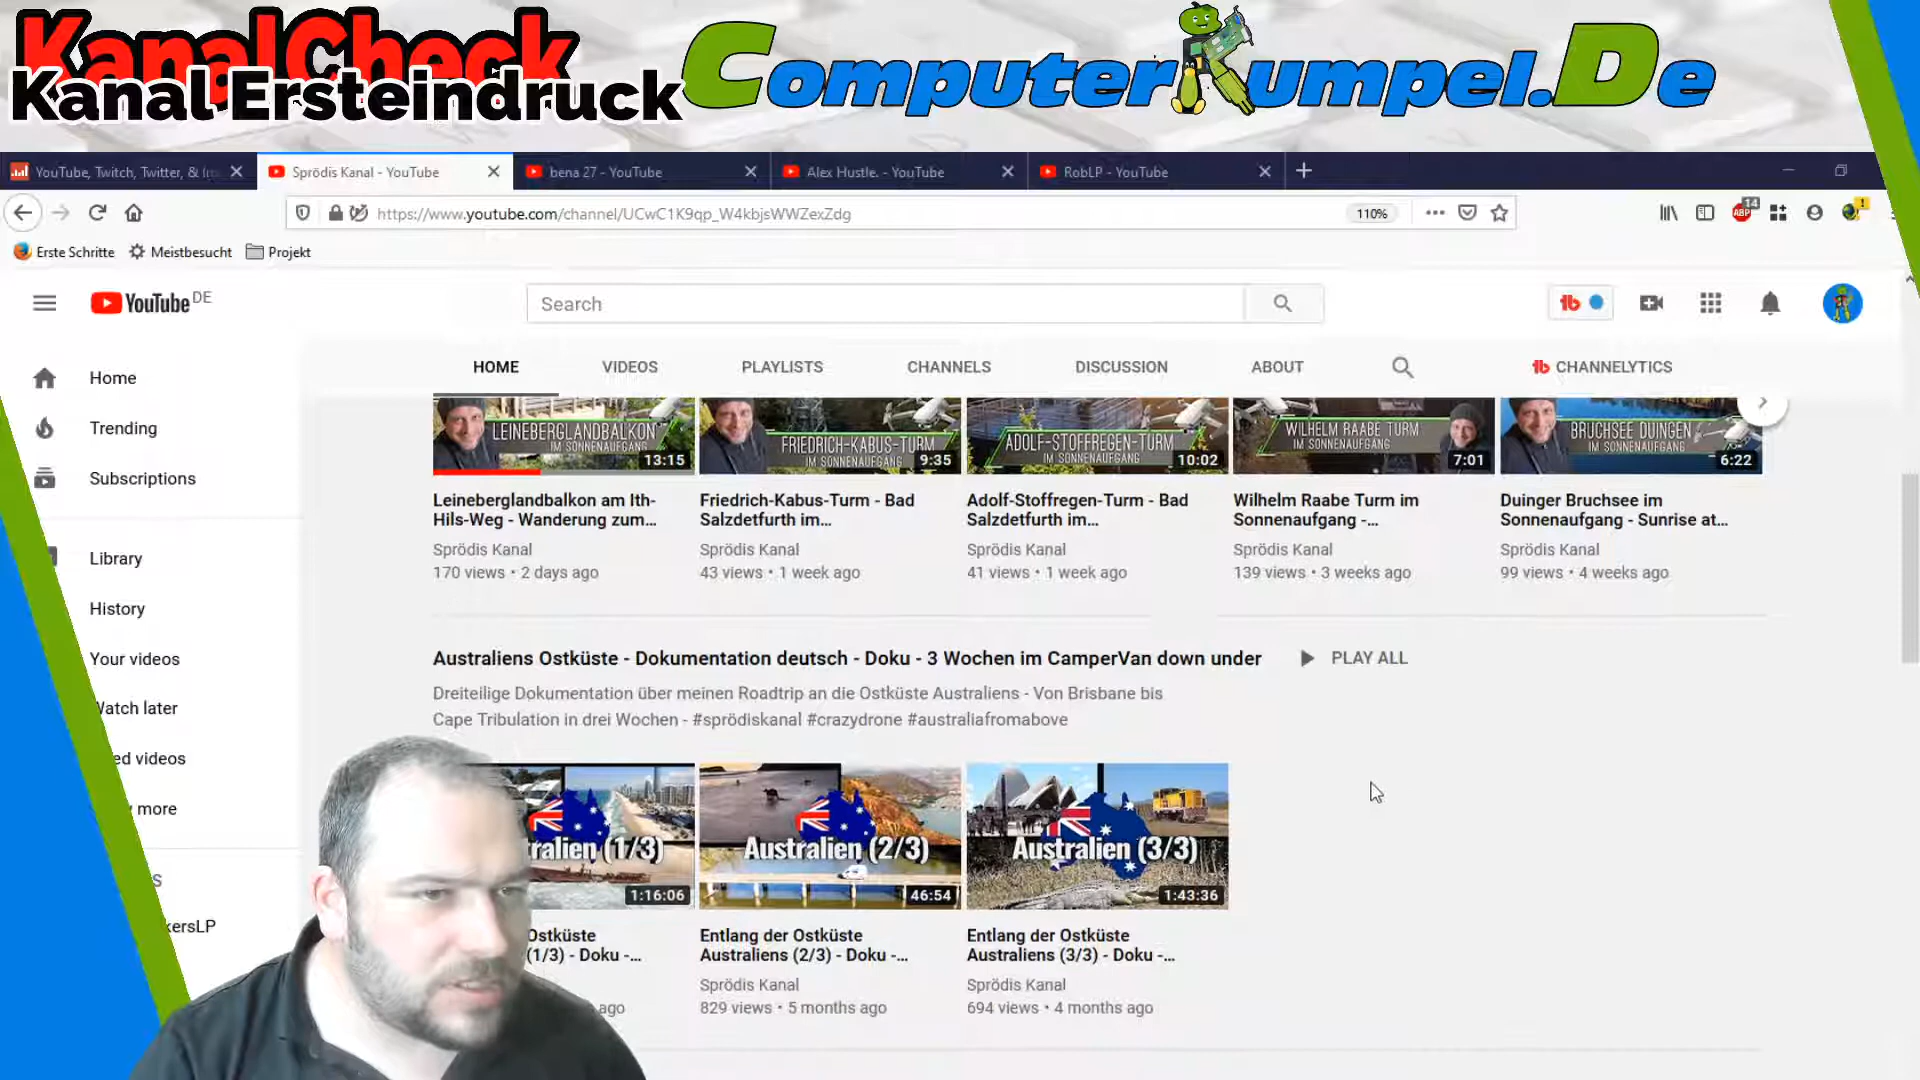 KanalCheck
Kanal Ersteindruck
ComputerKumpel.De
YouTube, Twitch, Twitter, & In
Sprödis Kanal - YouTube
bena 27 - YouTube
Alex Hustle. - YouTube
RobLP - YouTube
https://www.youtube.com/channel/UCwC1K9qp_W4kbjsWWZexZdg
110%
14
Erste Schritte
Meistbesucht
Projekt
YouTube DE
Search
Home
Trending
Subscriptions
Library
History
Your videos
Watch later
ed videos
more
S
kersLP
HOME
VIDEOS
PLAYLISTS
CHANNELS
DISCUSSION
ABOUT
CHANNELYTICS
LEINEBERGLANDBALKON
IM SONNENAUFGANG
13:15
FRIEDRICH-KABUS-TURM
IM SONNENAUFGANG
9:35
ADOLF-STOFFREGEN-TURM
IM SONNENAUFGANG
10:02
WILHELM RAABE TURM
IM SONNENAUFGANG
7:01
BRUCHSEE DUINGEN
IM SONNENAUFGANG
6:22
Leineberglandbalkon am Ith-
Hils-Weg - Wanderung zum...
Sprödis Kanal
170 views • 2 days ago
Friedrich-Kabus-Turm - Bad
Salzdetfurth im...
Sprödis Kanal
43 views • 1 week ago
Adolf-Stoffregen-Turm - Bad
Salzdetfurth im...
Sprödis Kanal
41 views • 1 week ago
Wilhelm Raabe Turm im
Sonnenaufgang -...
Sprödis Kanal
139 views • 3 weeks ago
Duinger Bruchsee im
Sonnenaufgang - Sunrise at...
Sprödis Kanal
99 views • 4 weeks ago
Australiens Ostküste - Dokumentation deutsch - Doku - 3 Wochen im CamperVan down under
PLAY ALL
Dreiteilige Dokumentation über meinen Roadtrip an die Ostküste Australiens - Von Brisbane bis
Cape Tribulation in drei Wochen - #sprödiskanal #crazydrone #australiafromabove
ralien (1/3)
1:16:06
Australien (2/3)
46:54
Australien (3/3)
1:43:36
Ostküste
(1/3) - Doku -...
ago
Entlang der Ostküste
Australiens (2/3) - Doku -...
Sprödis Kanal
829 views • 5 months ago
Entlang der Ostküste
Australiens (3/3) - Doku -...
Sprödis Kanal
694 views • 4 months ago